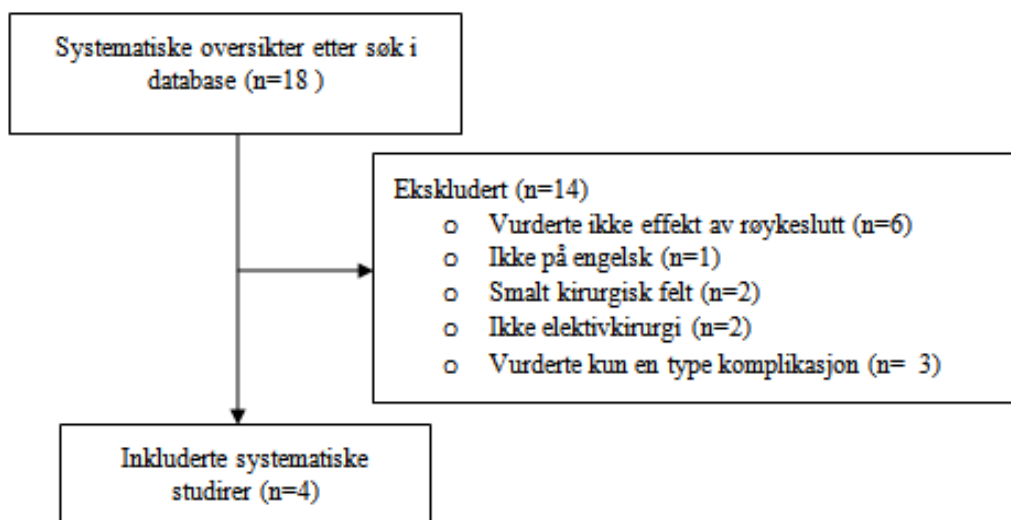 Systematiske oversikter etter søk i
database (n=18 )
Ekskludert (n=14)
o Vurderte ikke effekt av røykeslutt (n=6)
o Ikke på engelsk (n=1)
o Smalt kirurgisk felt (n=2)
o Ikke elektivkirurgi (n=2)
o Vurderte kun en type komplikasjon (n= 3)
Inkluderte systematiske
studirer (n=4)